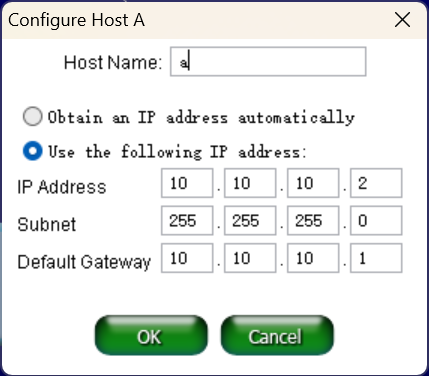 Configure Host A
Host Name: a
Obtain an IP address automatically
Use the following IP address:
IP Address 10 . 10 . 10 . 2
Subnet 255 . 255 . 255 . 0
Default Gateway 10 . 10 . 10 . 1
OK Cancel